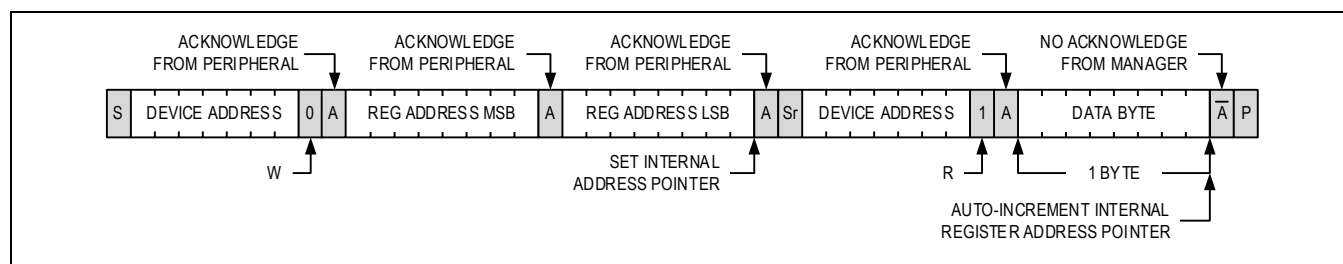 ACKNOWLEDGE
FROM PERIPHERAL
ACKNOWLEDGE
FROM PERIPHERAL
ACKNOWLEDGE
FROM PERIPHERAL
ACKNOWLEDGE
FROM PERIPHERAL
NO ACKNOWLEDGE
FROM MANAGER
S DEVICE ADDRESS 0 A REG ADDRESS MSB A REG ADDRESS LSB A Sr DEVICE ADDRESS 1 A DATA BYTE A̅ P
W
SET INTERNAL
ADDRESS POINTER
R
1 BYTE
AUTO-INCREMENT INTERNAL
REGISTER ADDRESS POINTER